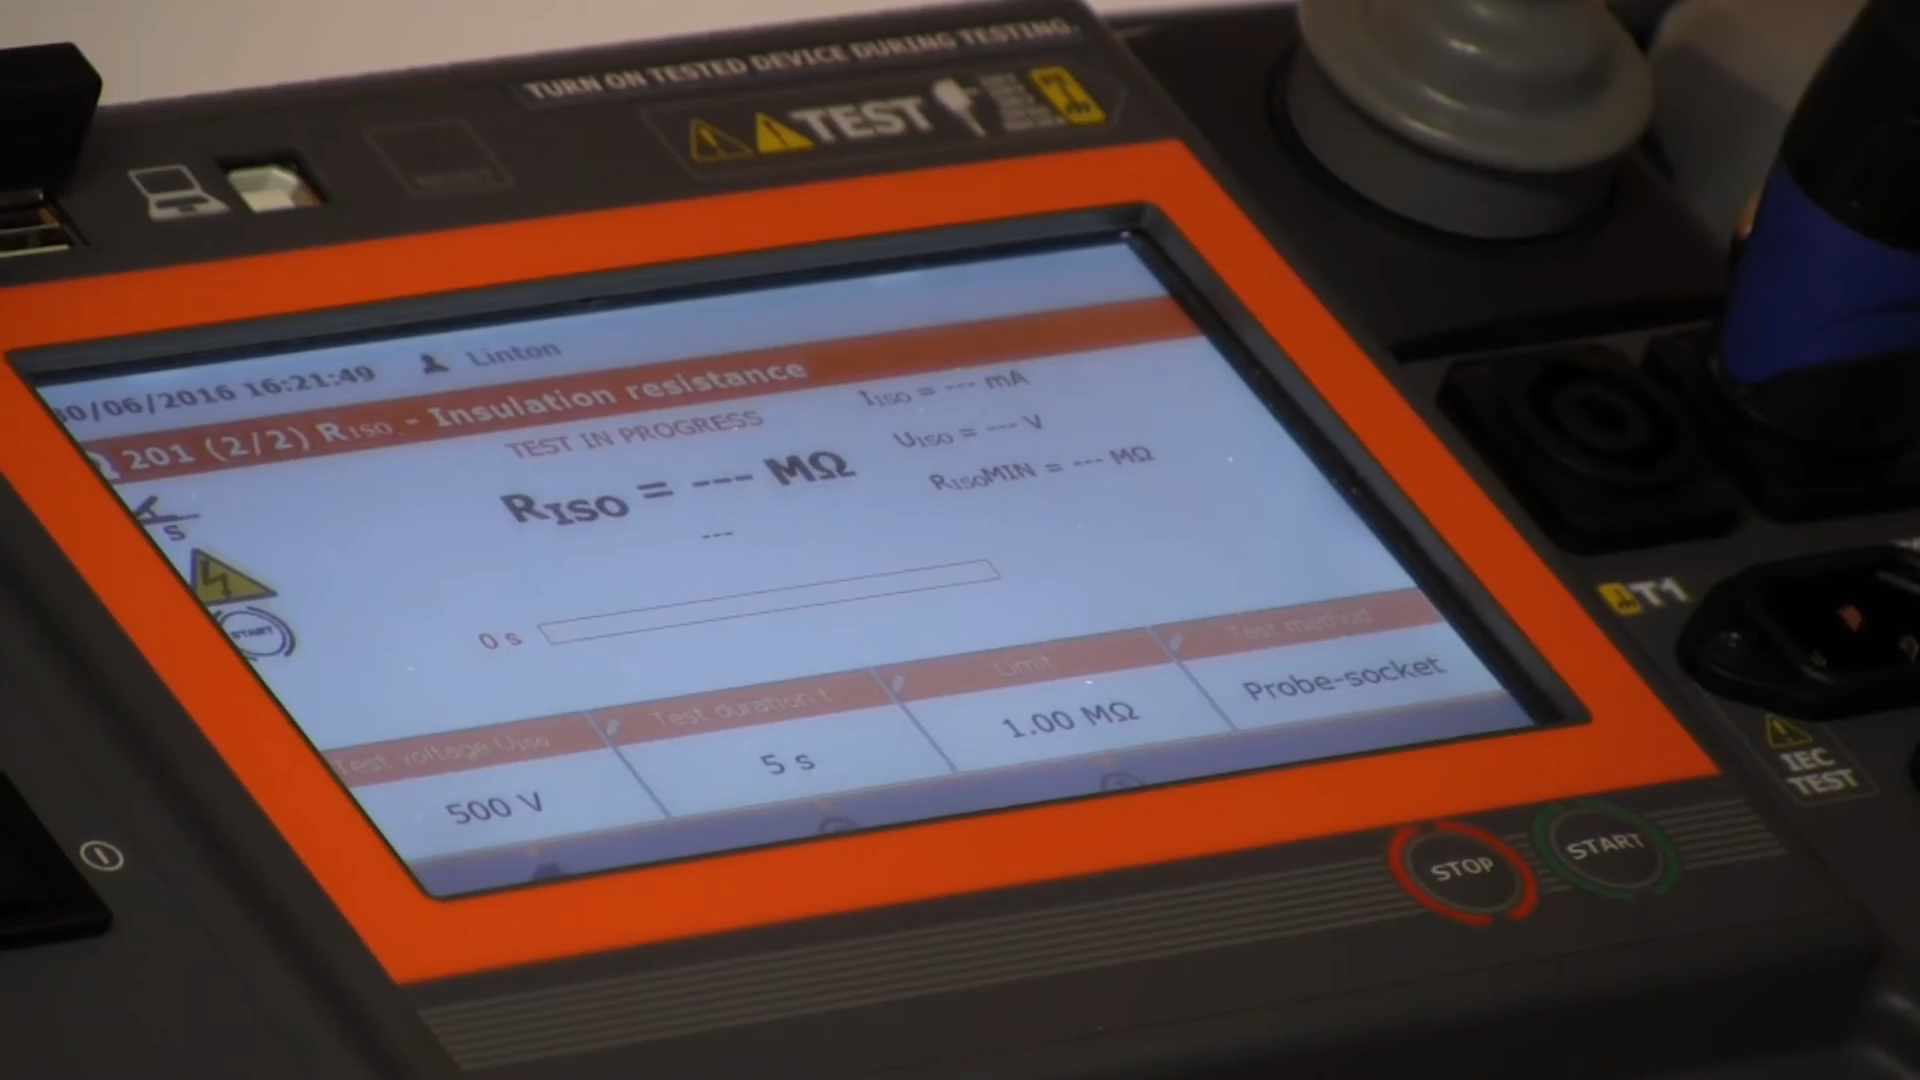 TURN ON TESTED DEVICE DURING TESTING.
TEST
30/06/2016 16:21:49 Linton
201 (2/2) RISO - Insulation resistance
TEST IN PROGRESS
IISO = --- mA
UISO = --- V
RISOMIN = --- MΩ
RISO = --- MΩ
---
S
START
0 s
Test voltage UISO
Test duration t
Limit
Test method
500 V
5 s
1.00 MΩ
Probe-socket
T1
IEC
TEST
STOP
START